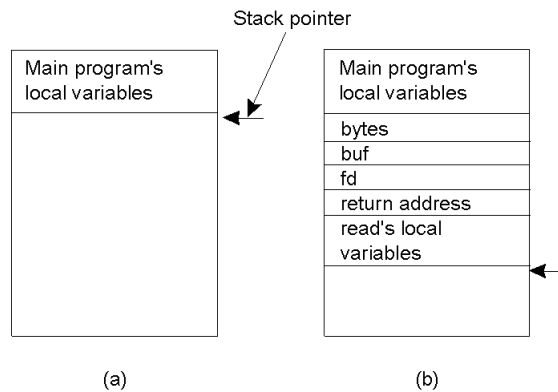 Stack pointer
Main program's
local variables
Main program's
local variables
bytes
buf
fd
return address
read's local
variables
(a)
(b)